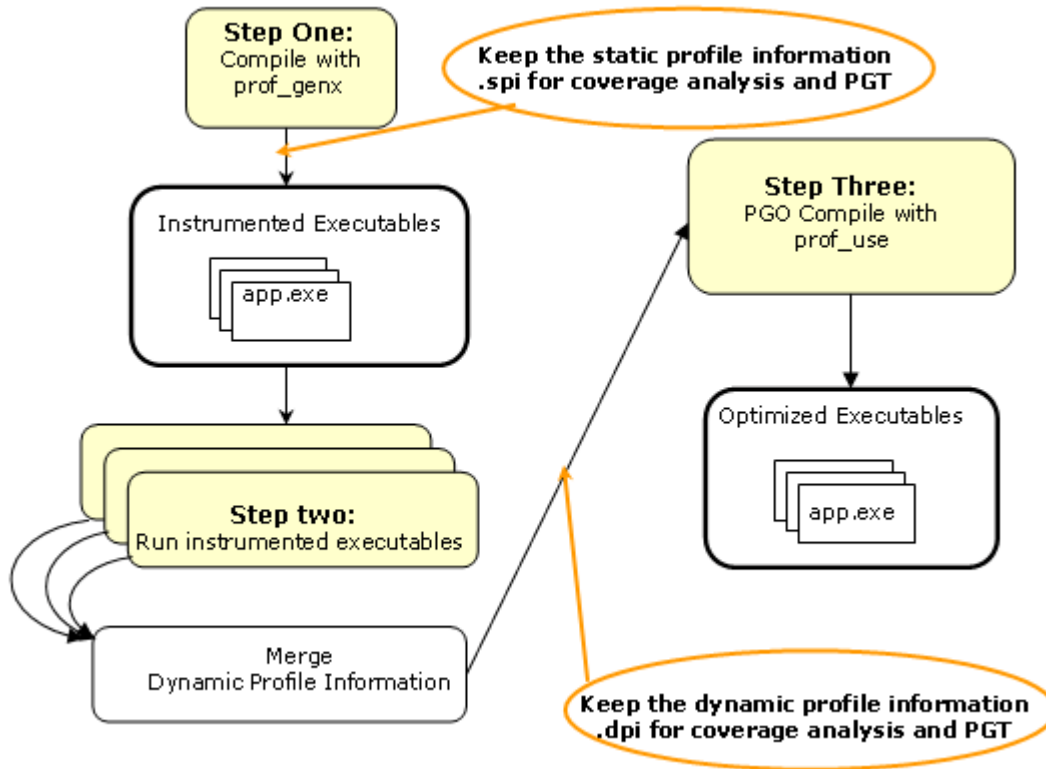 Step One:
Compile with
prof_genx
Keep the static profile information
.spi for coverage analysis and PGT
Instrumented Executables
app.exe
Step two:
Run instrumented executables
Merge
Dynamic Profile Information
Step Three:
PGO Compile with
prof_use
Optimized Executables
app.exe
Keep the dynamic profile information
.dpi for coverage analysis and PGT